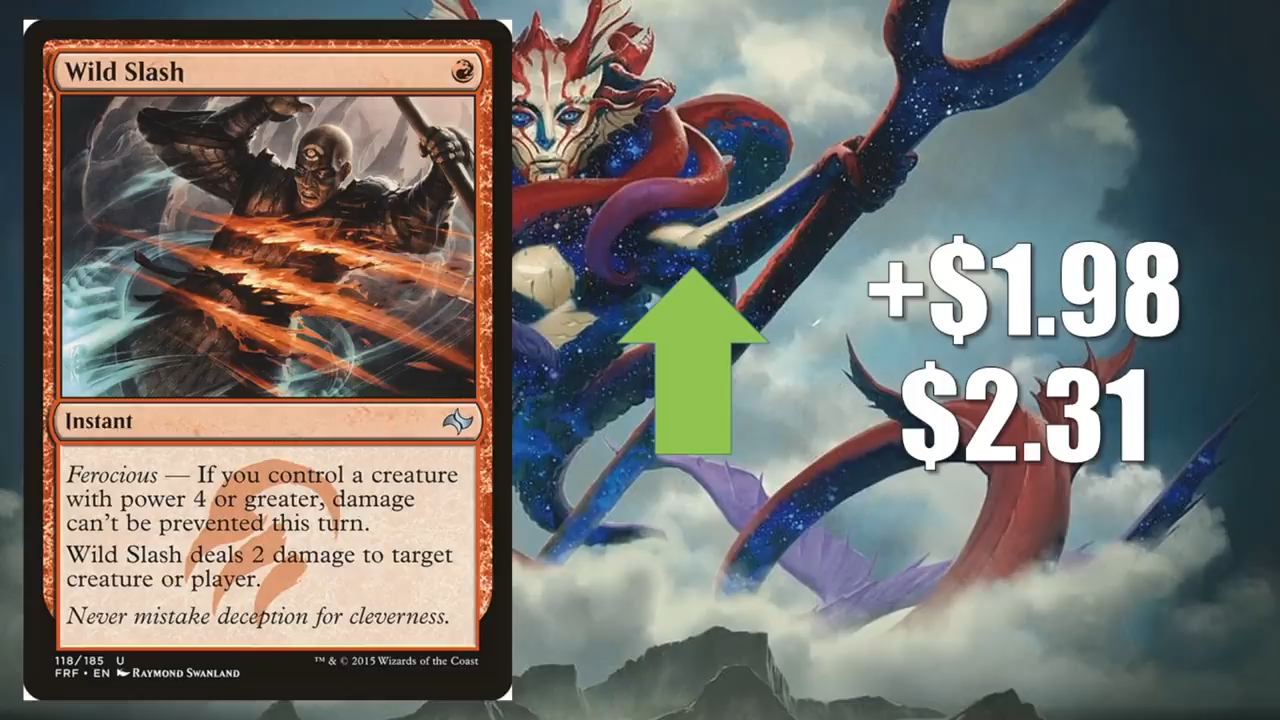 Wild Slash
Instant
Ferocious — If you control a creature
with power 4 or greater, damage
can't be prevented this turn.
Wild Slash deals 2 damage to target
creature or player.
Never mistake deception for cleverness.
118/185 U
FRF • EN Raymond Swanland
™ & © 2015 Wizards of the Coast
+$1.98
$2.31